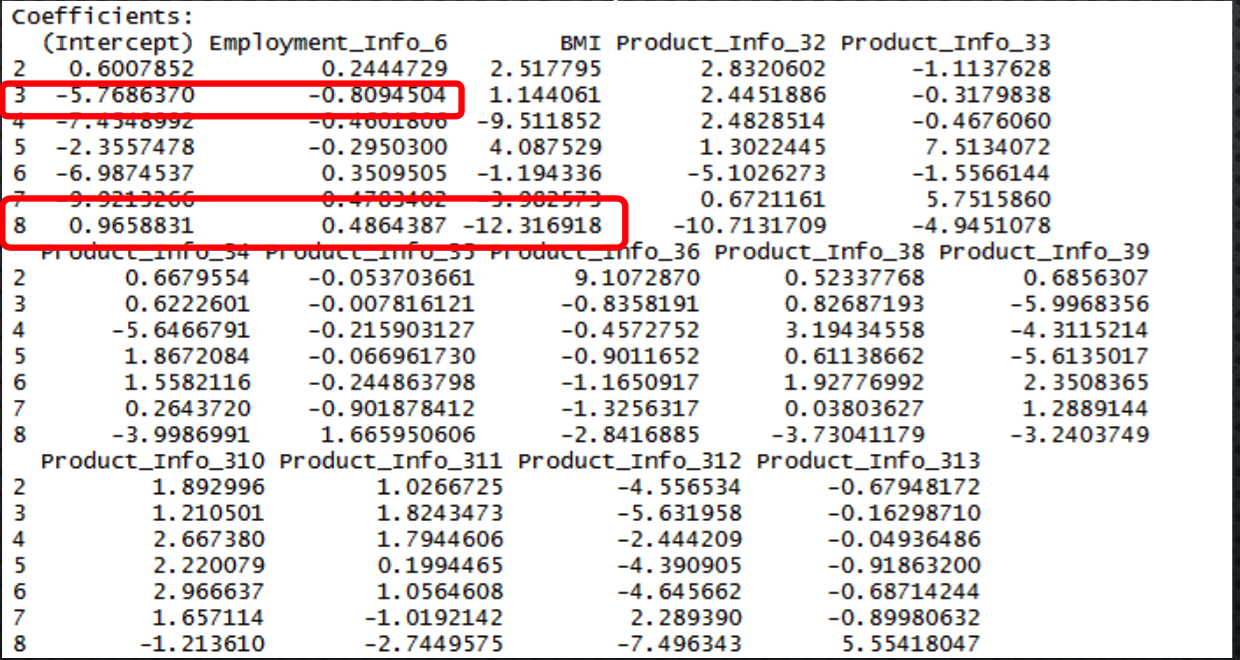 Coefficients:
(Intercept) Employment_Info_6 BMI Product_Info_32 Product_Info_33
2 0.6007852 0.2444729 2.517795 2.8320602 -1.1137628
3 -5.7686370 -0.8094504 1.144061 2.4451886 -0.3179838
4 -7.4548992 -0.4601806 -9.511852 2.4828514 -0.4676060
5 -2.3557478 -0.2950300 4.087529 1.3022445 7.5134072
6 -6.9874537 0.3509505 -1.194336 -5.1026273 -1.5566144
7 0.6721161 5.7515860
8 0.9658831 0.4864387 -12.316918 -10.7131709 -4.9451078
Product_Info_34 Product_Info_35 Product_Info_36 Product_Info_38 Product_Info_39
2 0.6679554 -0.053703661 9.1072870 0.52337768 0.6856307
3 0.6222601 -0.007816121 -0.8358191 0.82687193 -5.9968356
4 -5.6466791 -0.215903127 -0.4572752 3.19434558 -4.3115214
5 1.8672084 -0.066961730 -0.9011652 0.61138662 -5.6135017
6 1.5582116 -0.244863798 -1.1650917 1.92776992 2.3508365
7 0.2643720 -0.901878412 -1.3256317 0.03803627 1.2889144
8 -3.9986991 1.665950606 -2.8416885 -3.73041179 -3.2403749
Product_Info_310 Product_Info_311 Product_Info_312 Product_Info_313
2 1.892996 1.0266725 -4.556534 -0.67948172
3 1.210501 1.8243473 -5.631958 -0.16298710
4 2.667380 1.7944606 -2.444209 -0.04936486
5 2.220079 0.1994465 -4.390905 -0.91863200
6 2.966637 1.0564608 -4.645662 -0.68714244
7 1.657114 -1.0192142 2.289390 -0.89980632
8 -1.213610 -2.7449575 -7.496343 5.55418047